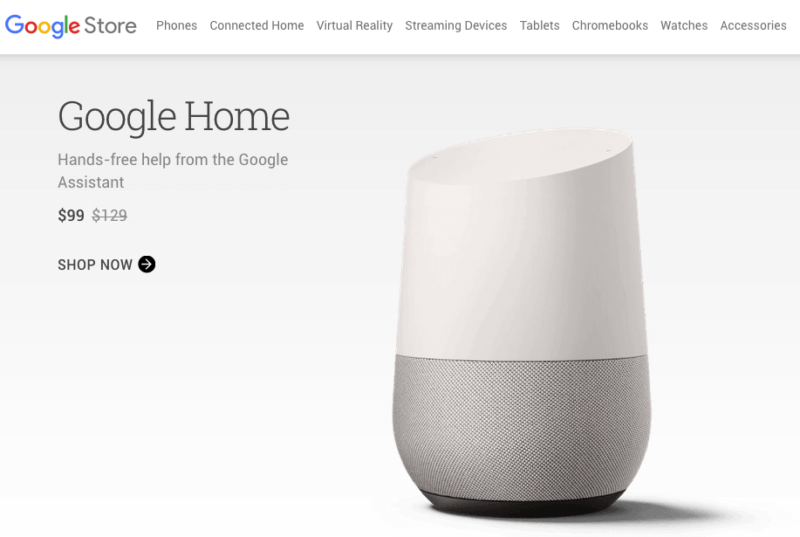 Google Store Phones Connected Home Virtual Reality Streaming Devices Tablets Chromebooks Watches Accessories
Google Home
Hands-free help from the Google
Assistant
$99 $129
SHOP NOW